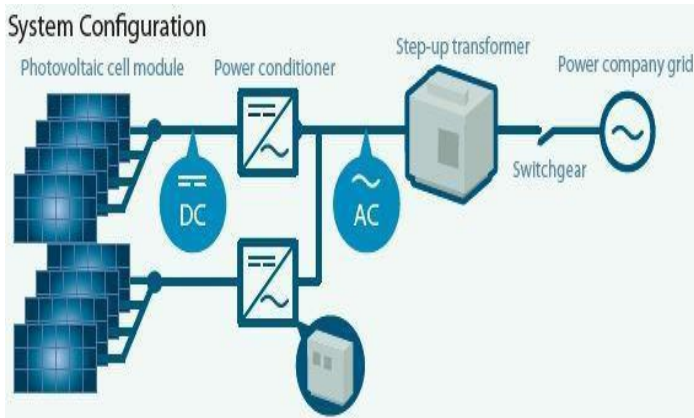 System Configuration
Photovoltaic cell module
Power conditioner
Step-up transformer
Power company grid
DC
AC
Switchgear